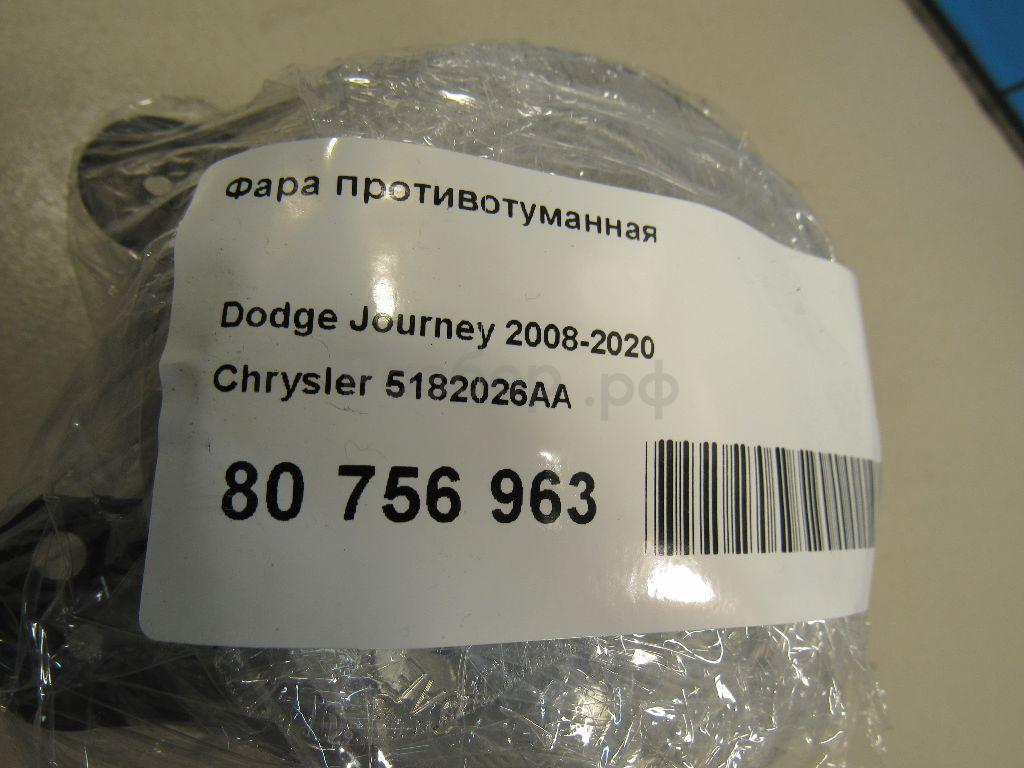 Фара противотуманная
Dodge Journey 2008-2020
Chrysler 5182026AA
80 756 963